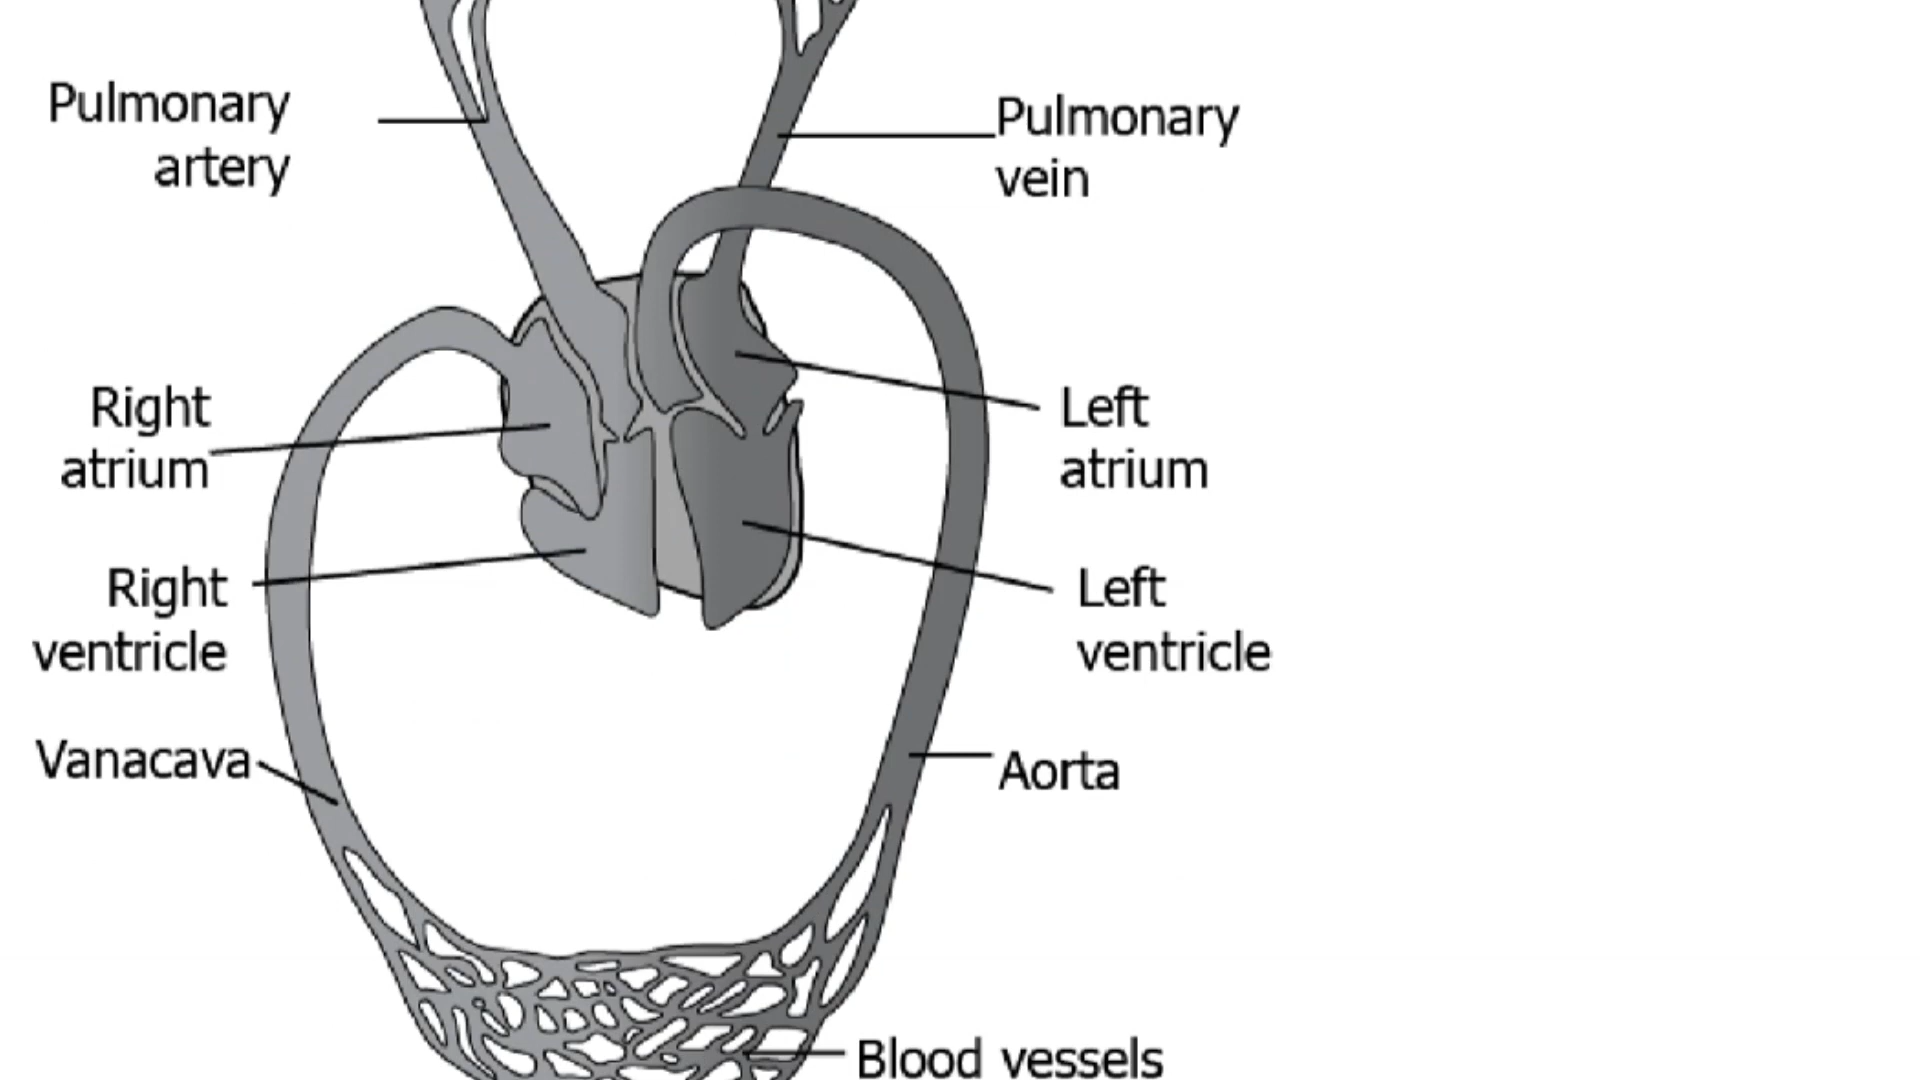 Pulmonary
artery
Pulmonary
vein
Right
atrium
Left
atrium
Right
ventricle
Left
ventricle
Vanacava
Aorta
Blood vessels